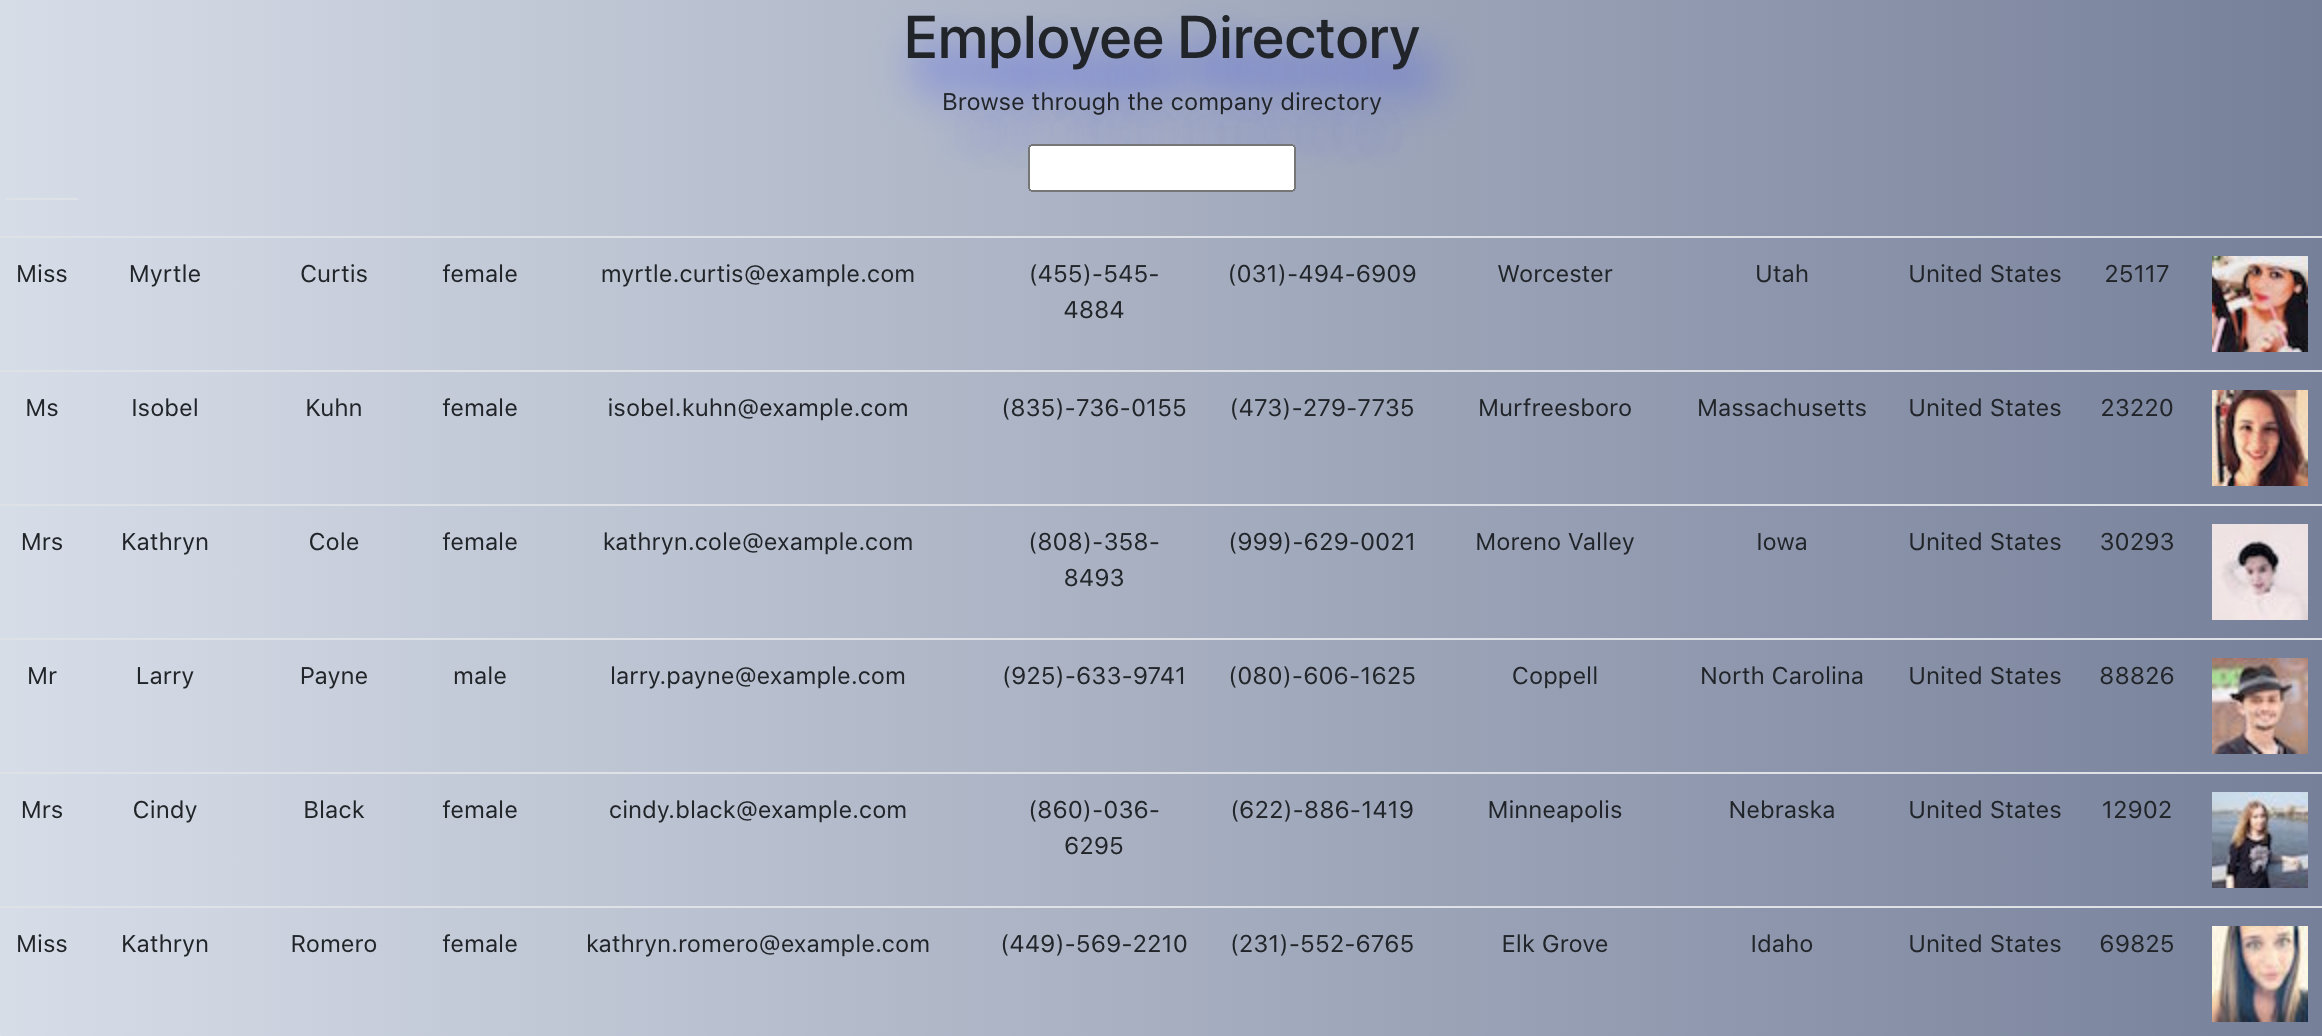 Employee Directory
Browse through the company directory
Miss Myrtle Curtis female myrtle.curtis@example.com (455)-545-4884 (031)-494-6909 Worcester Utah United States 25117
Ms Isobel Kuhn female isobel.kuhn@example.com (835)-736-0155 (473)-279-7735 Murfreesboro Massachusetts United States 23220
Mrs Kathryn Cole female kathryn.cole@example.com (808)-358-8493 (999)-629-0021 Moreno Valley Iowa United States 30293
Mr Larry Payne male larry.payne@example.com (925)-633-9741 (080)-606-1625 Coppell North Carolina United States 88826
Mrs Cindy Black female cindy.black@example.com (860)-036-6295 (622)-886-1419 Minneapolis Nebraska United States 12902
Miss Kathryn Romero female kathryn.romero@example.com (449)-569-2210 (231)-552-6765 Elk Grove Idaho United States 69825